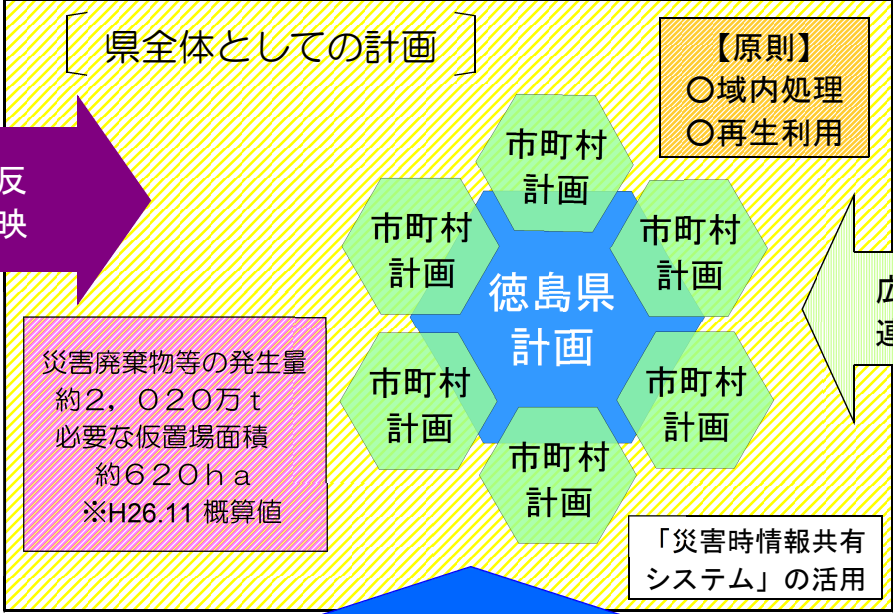 県全体としての計画
【原則】
〇域内処理
〇再生利用
反
映
市町村
計画
市町村
計画
市町村
計画
徳島県
計画
広
災害廃棄物等の発生量
約２，０２０万ｔ
必要な仮置場面積
約６２０ｈａ
※H26.11 概算値
市町村
計画
市町村
計画
市町村
計画
「災害時情報共有
システム」の活用